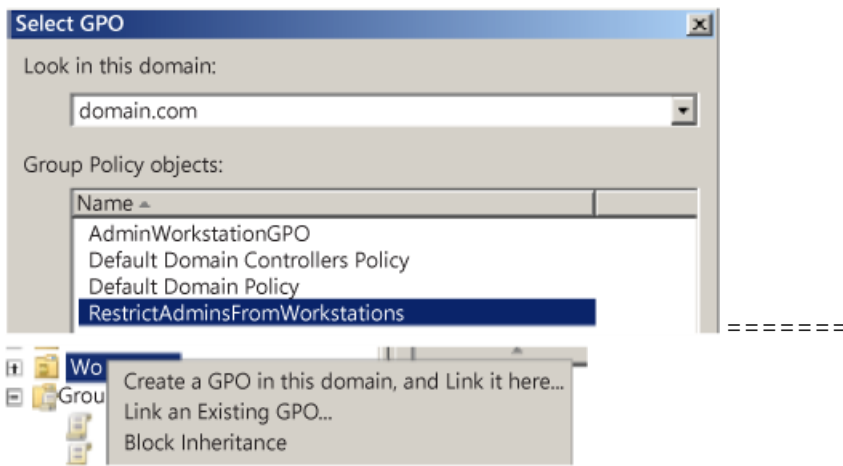 Select GPO
Look in this domain:
domain.com
Group Policy objects:
Name
AdminWorkstationGPO
Default Domain Controllers Policy
Default Domain Policy
RestrictAdminsFromWorkstations
=======
Wo
Create a GPO in this domain, and Link it here...
Grou
Link an Existing GPO...
Block Inheritance